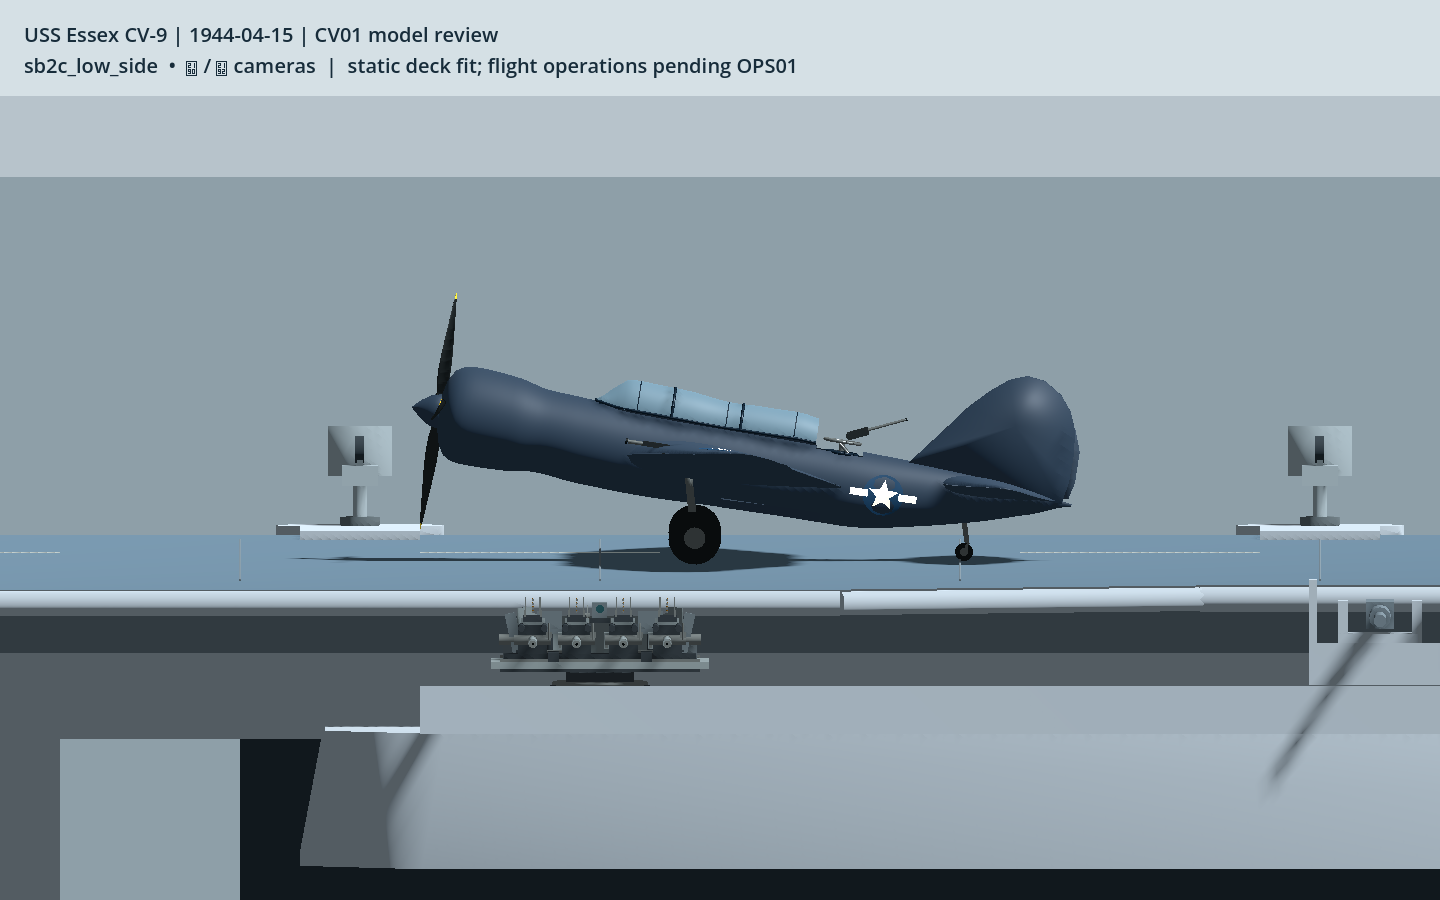 USS Essex CV-9 | 1944-04-15 | CV01 model review
sb2c_low_side • / cameras | static deck fit; flight operations pending OPS01